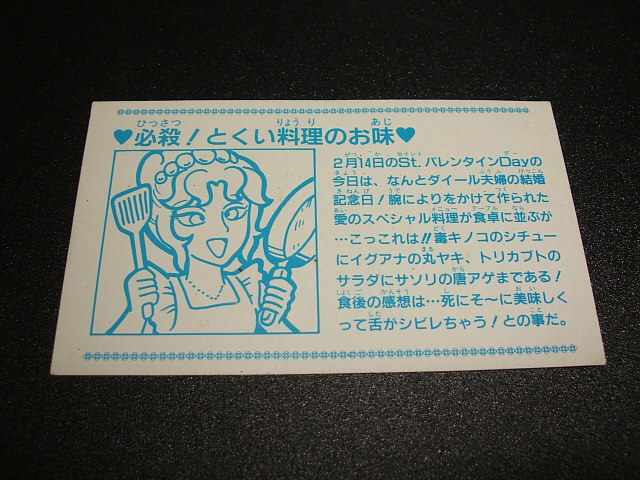 ♥必殺！とくい料理のお味♥
2月14日のSt.バレンタインDayの
今日は、なんとダイール夫婦の結婚
記念日！腕によりをかけて作られた
愛のスペシャル料理が食卓に並ぶが
…こっこれは!!毒キノコのシチュー
にイグアナの丸ヤキ、トリカブトの
サラダにサソリの唐アゲまである！
食後の感想は…死にそ〜に美味しく
って舌がシビレちゃう！との事だ。